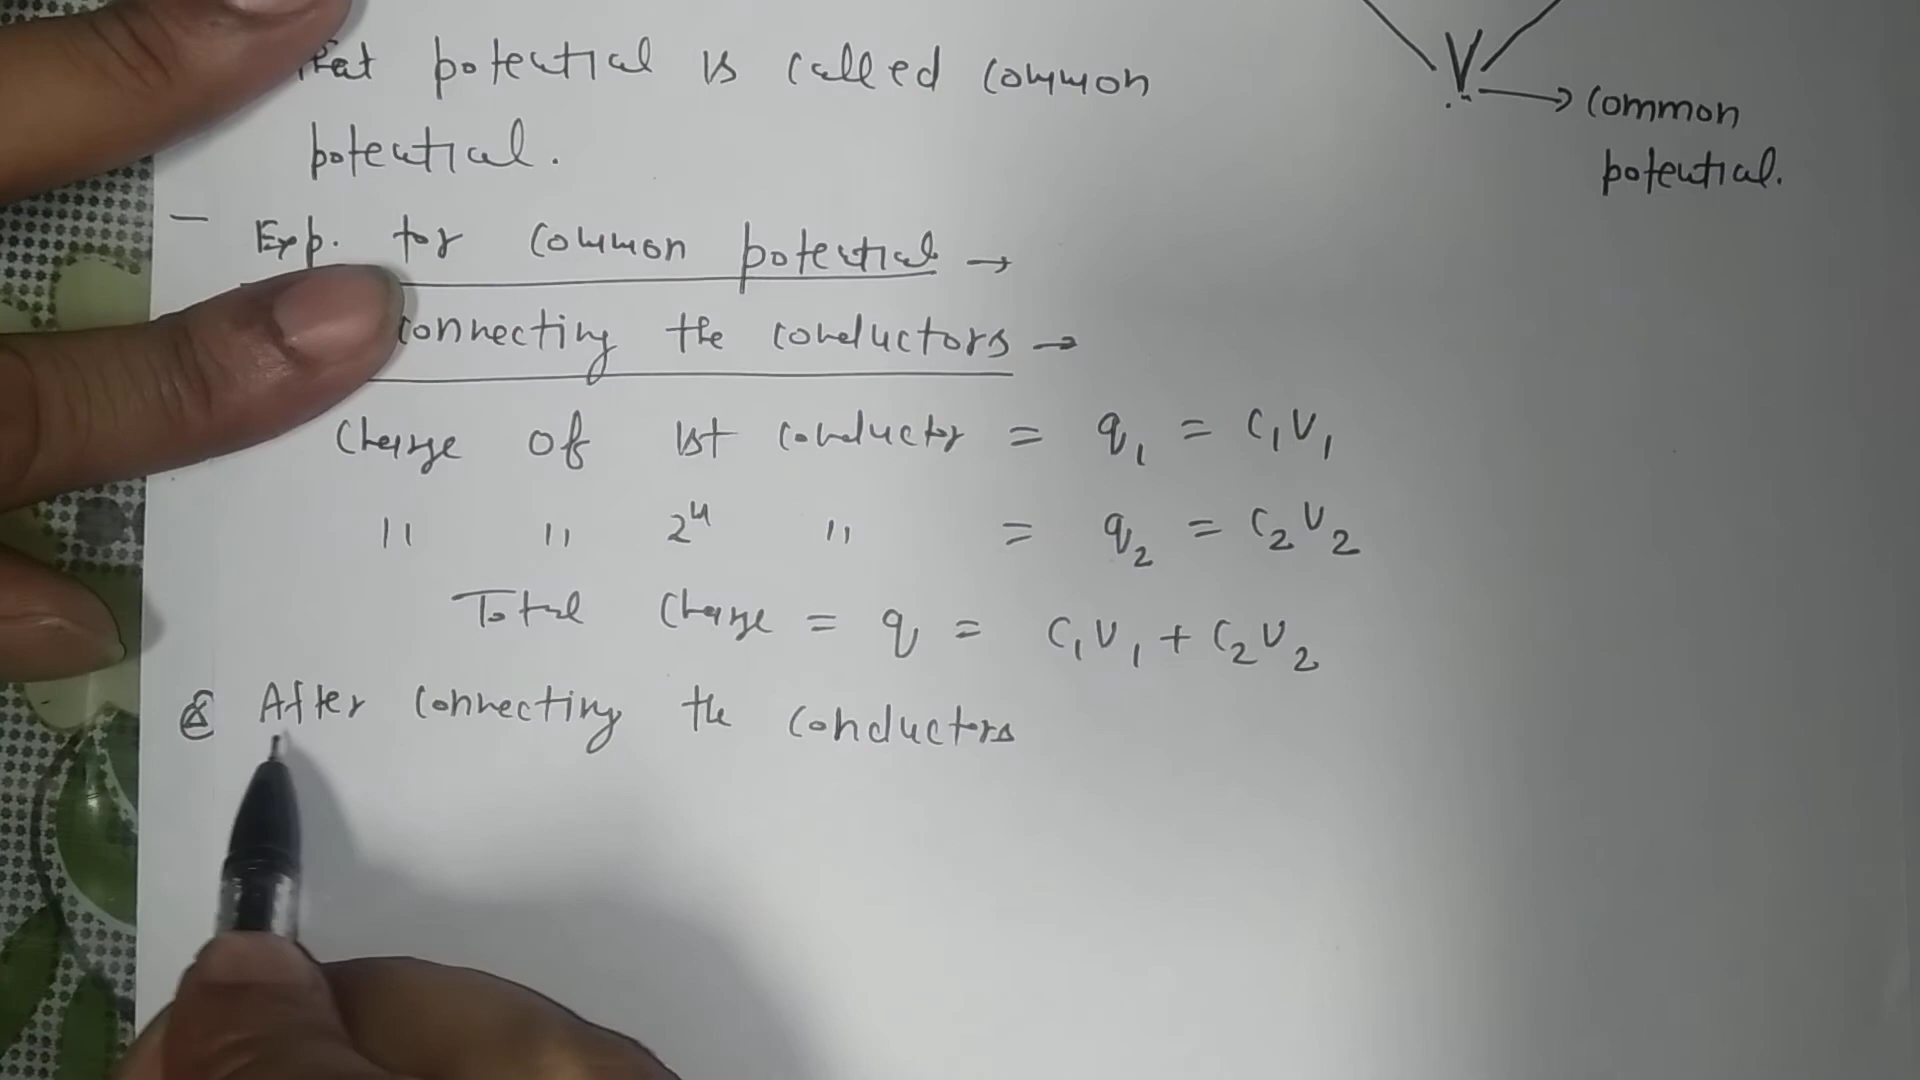 that potential is called common
potential.
– Exp. for common potential →
connecting the conductors →
Charge of 1st conductor = q₁ = C₁V₁
" " 2nd " = q₂ = C₂V₂
Total charge = q = C₁V₁ + C₂V₂
After connecting the conductors
V → common
potential.